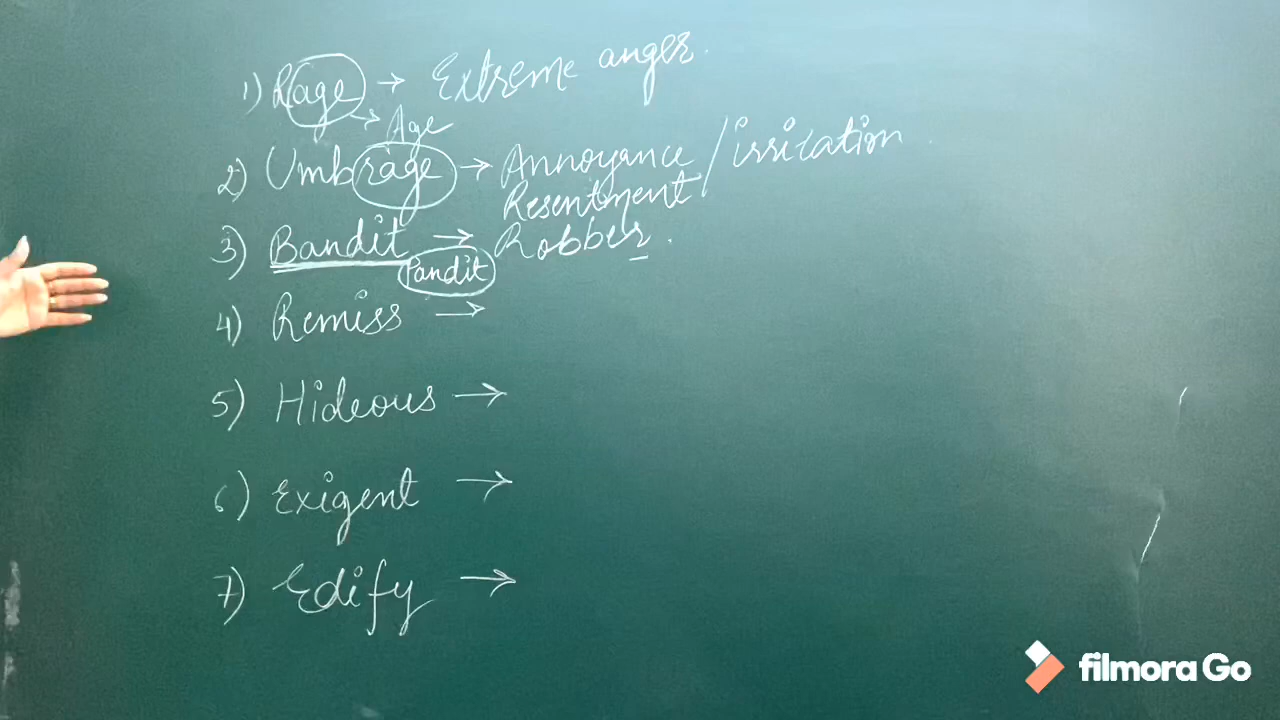 1) Rage → Extreme anger.
→ Age
2) Umbrage → Annoyance / irritation
Resentment
3) Bandit → Robber.
Pandit
4) Remiss →
5) Hideous →
6) Exigent →
7) Edify →
filmora Go